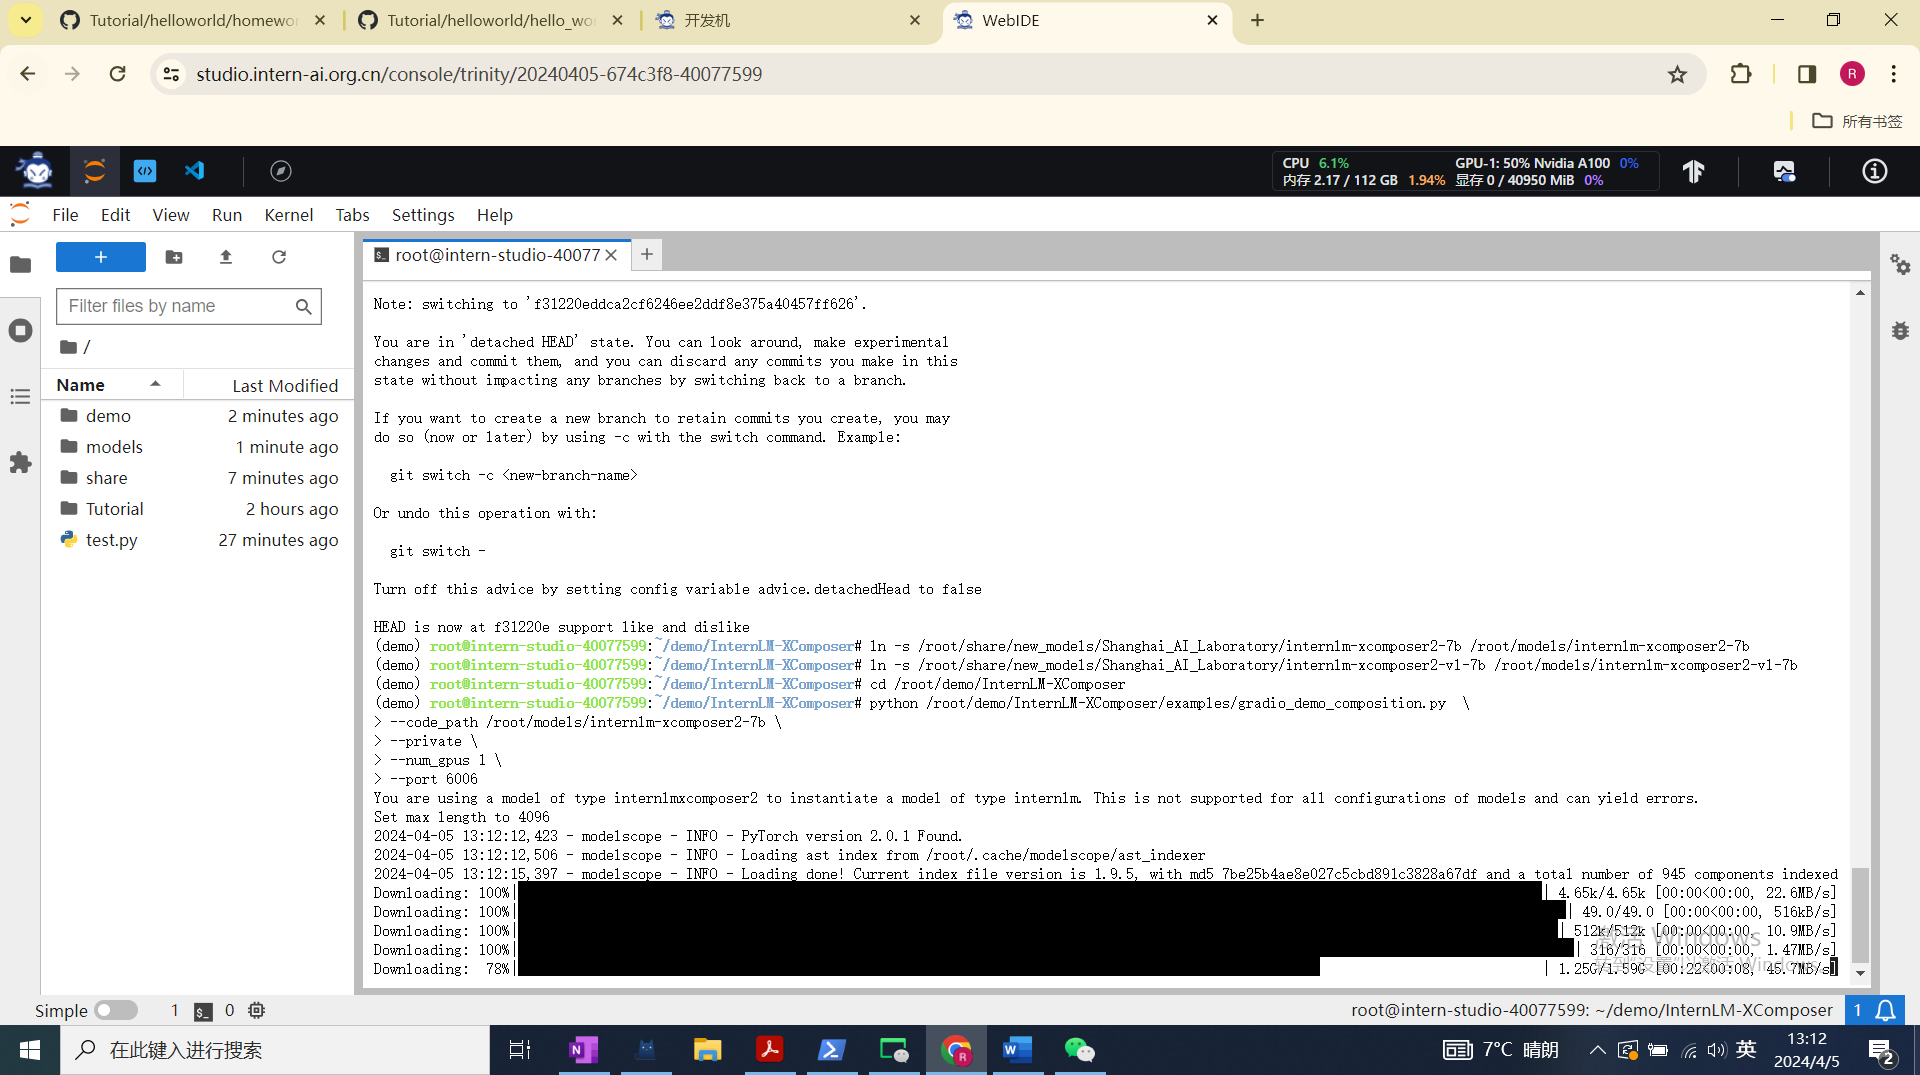 Tutorial/helloworld/homewo
Tutorial/helloworld/hello_wo
开发机
WebIDE
studio.intern-ai.org.cn/console/trinity/20240405-674c3f8-40077599
R
所有书签
CPU 6.1%
GPU-1: 50% Nvidia A100 0%
内存 2.17 / 112 GB 1.94%
显存 0 / 40950 MiB 0%
File Edit View Run Kernel Tabs Settings Help
root@intern-studio-40077
Filter files by name
/
Name Last Modified
demo 2 minutes ago
models 1 minute ago
share 7 minutes ago
Tutorial 2 hours ago
test.py 27 minutes ago
Note: switching to 'f31220eddca2cf6246ee2ddf8e375a40457ff626'.
You are in 'detached HEAD' state. You can look around, make experimental
changes and commit them, and you can discard any commits you make in this
state without impacting any branches by switching back to a branch.
If you want to create a new branch to retain commits you create, you may
do so (now or later) by using -c with the switch command. Example:
git switch -c <new-branch-name>
Or undo this operation with:
git switch -
Turn off this advice by setting config variable advice.detachedHead to false
HEAD is now at f31220e support like and dislike
(demo) root@intern-studio-40077599:~/demo/InternLM-XComposer# ln -s /root/share/new_models/Shanghai_AI_Laboratory/internlm-xcomposer2-7b /root/models/internlm-xcomposer2-7b
(demo) root@intern-studio-40077599:~/demo/InternLM-XComposer# ln -s /root/share/new_models/Shanghai_AI_Laboratory/internlm-xcomposer2-vl-7b /root/models/internlm-xcomposer2-vl-7b
(demo) root@intern-studio-40077599:~/demo/InternLM-XComposer# cd /root/demo/InternLM-XComposer
(demo) root@intern-studio-40077599:~/demo/InternLM-XComposer# python /root/demo/InternLM-XComposer/examples/gradio_demo_composition.py \
> --code_path /root/models/internlm-xcomposer2-7b \
> --private \
> --num_gpus 1 \
> --port 6006
You are using a model of type internlmxcomposer2 to instantiate a model of type internlm. This is not supported for all configurations of models and can yield errors.
Set max length to 4096
2024-04-05 13:12:12,423 - modelscope - INFO - PyTorch version 2.0.1 Found.
2024-04-05 13:12:12,506 - modelscope - INFO - Loading ast index from /root/.cache/modelscope/ast_indexer
2024-04-05 13:12:15,397 - modelscope - INFO - Loading done! Current index file version is 1.9.5, with md5 7be25b4ae8e027c5cbd891c3828a67df and a total number of 945 components indexed
Downloading: 100%| | 4.65k/4.65k [00:00<00:00, 22.6MB/s]
Downloading: 100%| | 49.0/49.0 [00:00<00:00, 516kB/s]
Downloading: 100%| | 512k/512k [00:00<00:00, 10.9MB/s]
Downloading: 100%| | 316/316 [00:00<00:00, 1.47MB/s]
Downloading: 78%| | 1.25G/1.59G [00:22<00:08, 45.7MB/s]
激活 Windows
转到"设置"以激活 Windows。
Simple 1 0
root@intern-studio-40077599: ~/demo/InternLM-XComposer 1
在此键入进行搜索
7°C 晴朗
英
13:12
2024/4/5
2